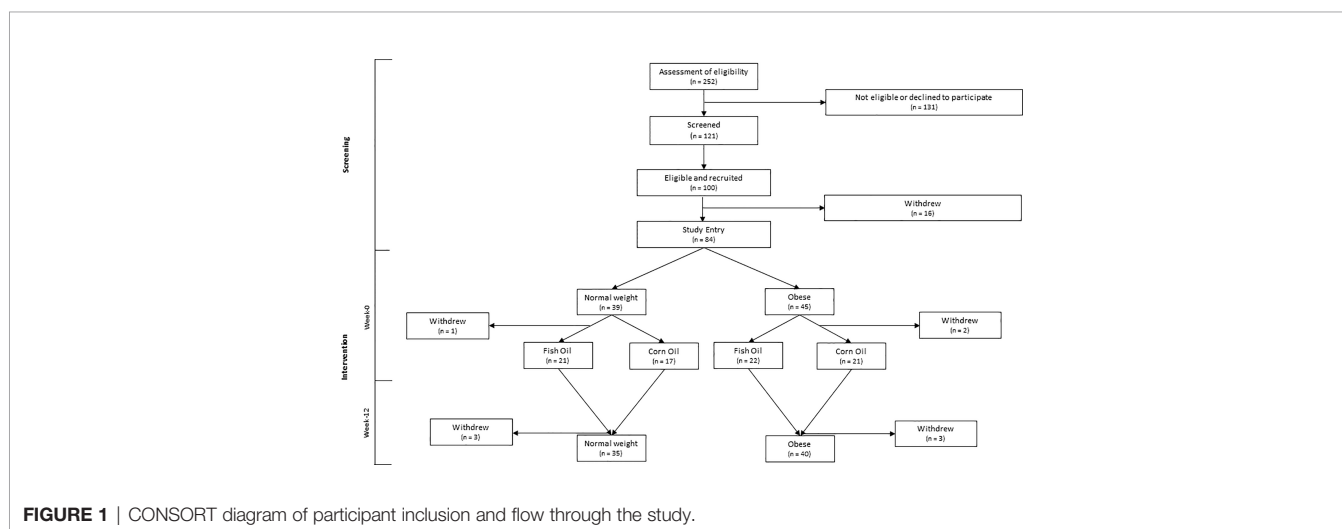 Assessment of eligibility
(n = 252)
Not eligible or declined to participate
(n = 131)
Screened
(n = 121)
Screening
Eligible and recruited
(n = 100)
Withdrew
(n = 16)
Study Entry
(n = 84)
Intervention
Week-0
Normal weight
(n = 39)
Obese
(n = 45)
Withdrew
(n = 1)
Withdrew
(n = 2)
Fish Oil
(n = 21)
Corn Oil
(n = 17)
Fish Oil
(n = 22)
Corn Oil
(n = 21)
Week-12
Withdrew
(n = 3)
Normal weight
(n = 35)
Obese
(n = 40)
Withdrew
(n = 3)
FIGURE 1 | CONSORT diagram of participant inclusion and flow through the study.